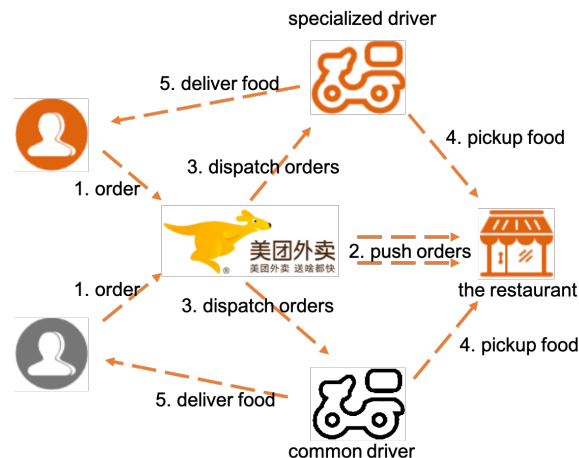 specialized driver
5. deliver food
4. pickup food
3. dispatch orders
1. order
美团外卖
美团外卖 送啥都快
®
2. push orders
the restaurant
1. order
3. dispatch orders
4. pickup food
5. deliver food
common driver